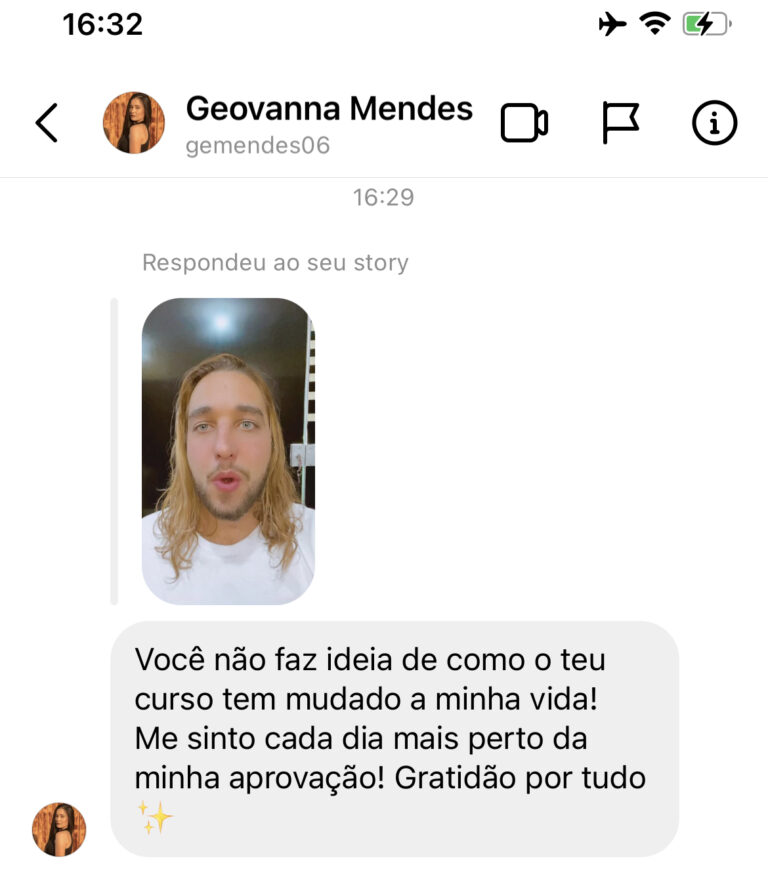 16:32
Geovanna Mendes
gemendes06
16:29
Respondeu ao seu story
Você não faz ideia de como o teu
curso tem mudado a minha vida!
Me sinto cada dia mais perto da
minha aprovação! Gratidão por tudo
✨